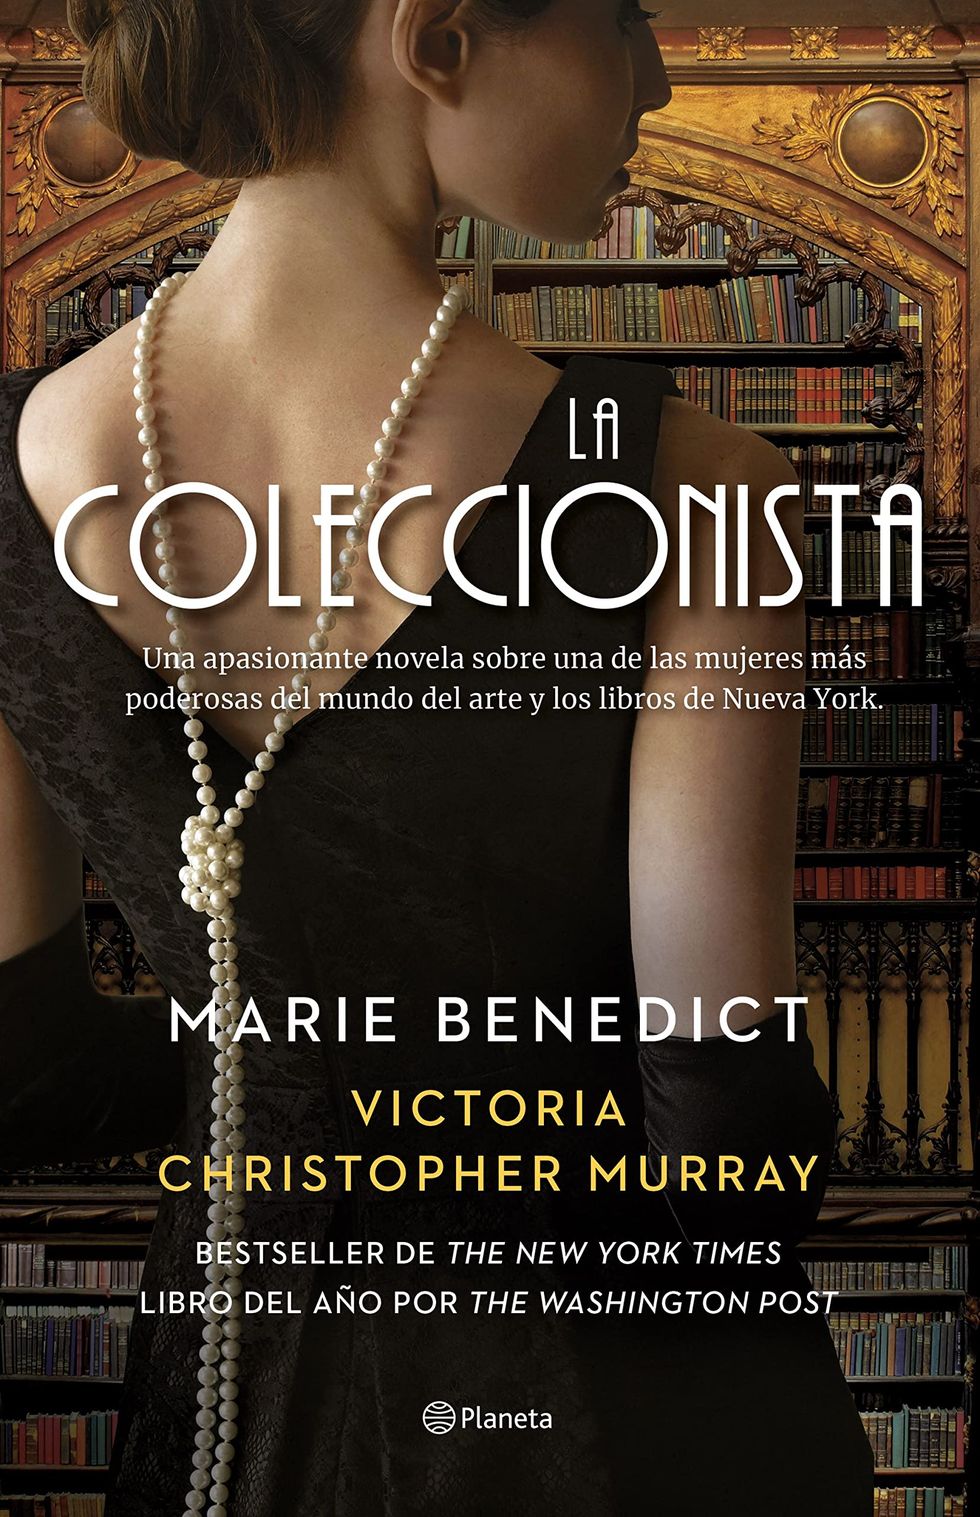 LA
COLECCIONISTA
Una apasionante novela sobre una de las mujeres más
poderosas del mundo del arte y los libros de Nueva York.
MARIE BENEDICT
VICTORIA
CHRISTOPHER MURRAY
BESTSELLER DE THE NEW YORK TIMES
LIBRO DEL AÑO POR THE WASHINGTON POST
Planeta